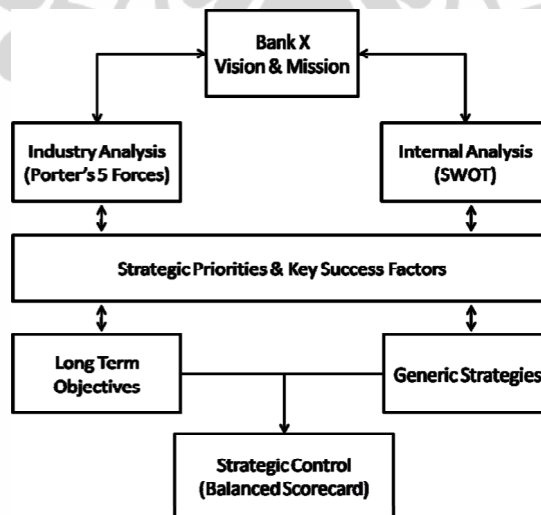 Bank X
Vision & Mission
Industry Analysis
(Porter's 5 Forces)
Internal Analysis
(SWOT)
Strategic Priorities & Key Success Factors
Long Term
Objectives
Generic Strategies
Strategic Control
(Balanced Scorecard)